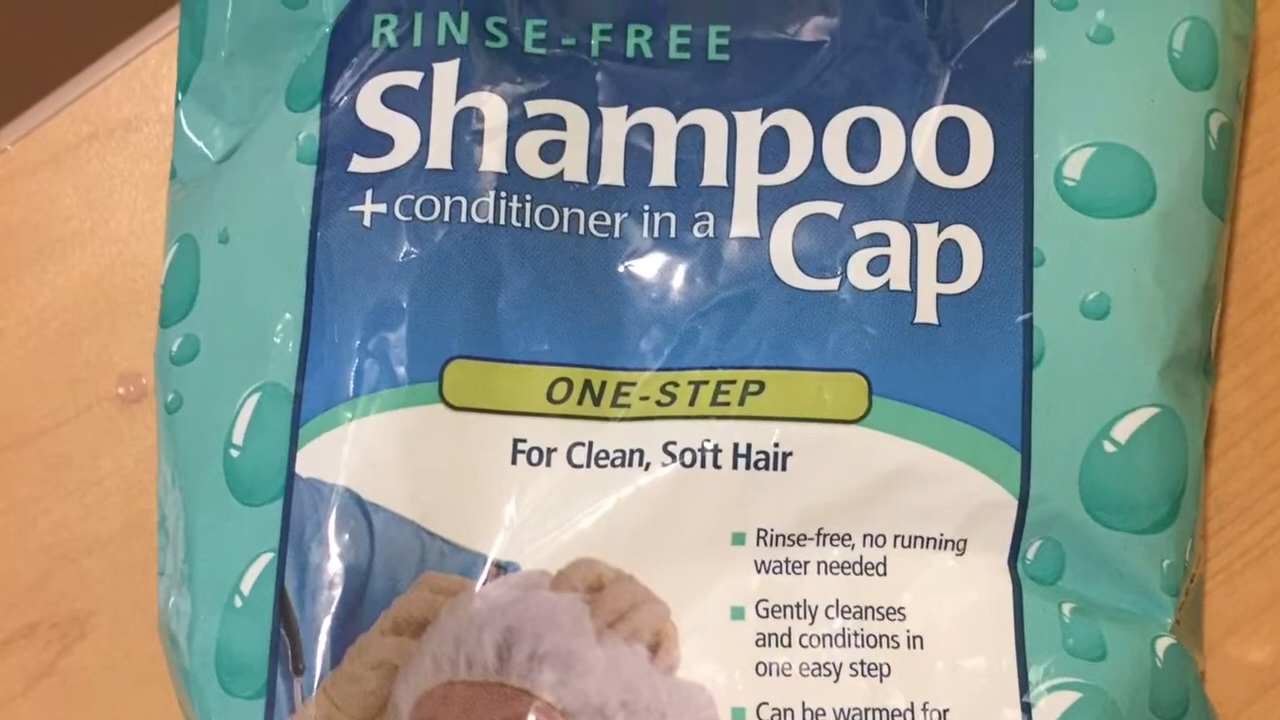 RINSE-FREE
Shampoo
+conditioner in a
Cap
ONE-STEP
For Clean, Soft Hair
Rinse-free, no running
water needed
Gently cleanses
and conditions in
one easy step
Can be warmed for